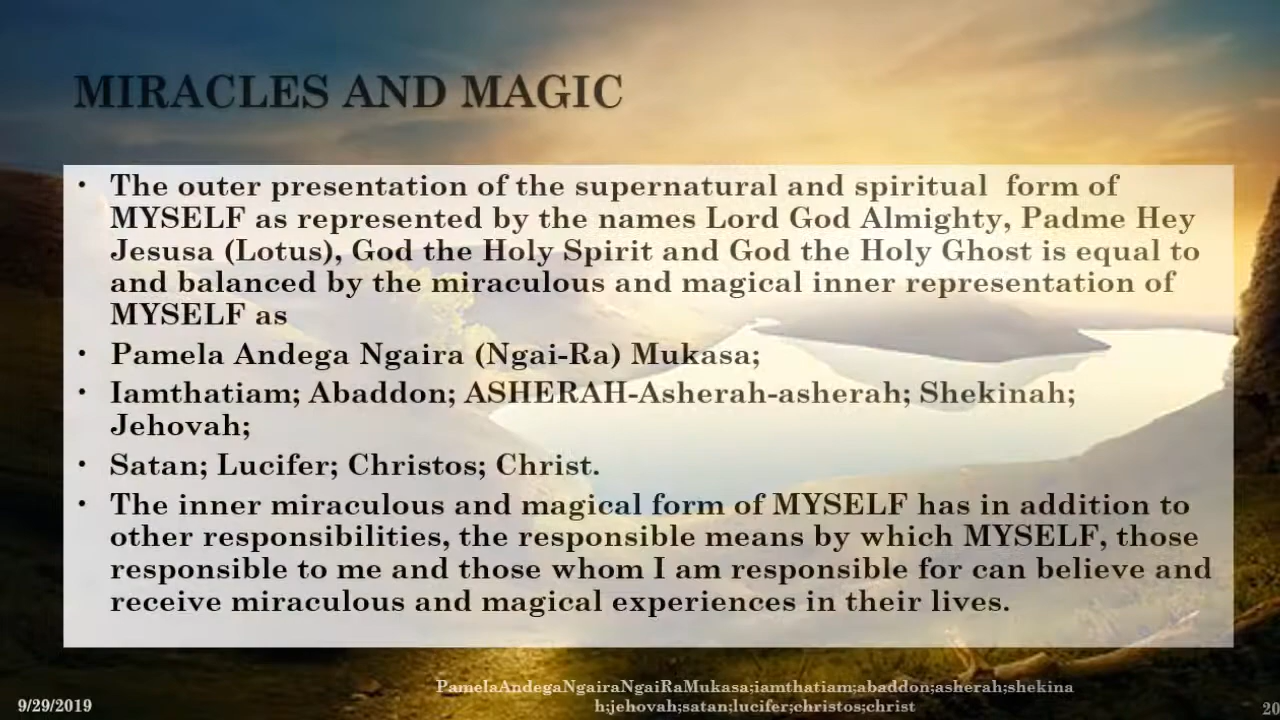 MIRACLES AND MAGIC
• The outer presentation of the supernatural and spiritual form of
MYSELF as represented by the names Lord God Almighty, Padme Hey
Jesusa (Lotus), God the Holy Spirit and God the Holy Ghost is equal to
and balanced by the miraculous and magical inner representation of
MYSELF as
• Pamela Andega Ngaira (Ngai-Ra) Mukasa;
• Iamthatiam; Abaddon; ASHERAH-Asherah-asherah; Shekinah;
Jehovah;
• Satan; Lucifer; Christos; Christ.
• The inner miraculous and magical form of MYSELF has in addition to
other responsibilities, the responsible means by which MYSELF, those
responsible to me and those whom I am responsible for can believe and
receive miraculous and magical experiences in their lives.
9/29/2019
PamelaAndegaNgairaNgaiRaMukasa;iamthatiam;abaddon;asherah;shekina
h;jehovah;satan;lucifer;christos;christ
20